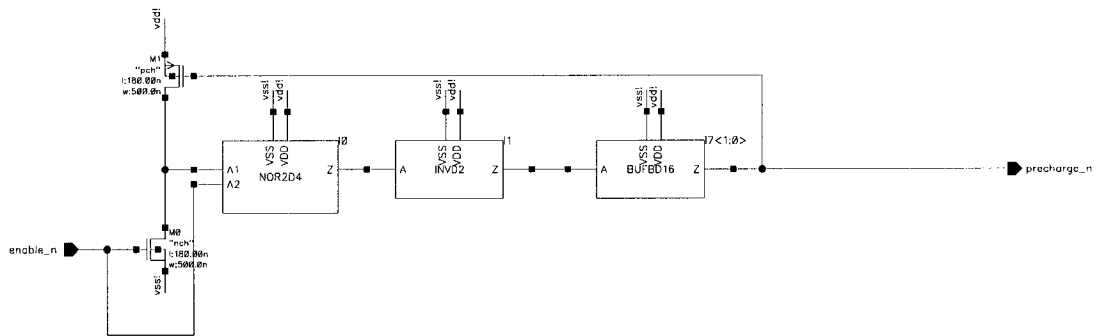 vdd!
M1
"pch"
l:180.00n
w:500.0n
vss!
vdd!
VSS
VDD
I0
A1
A2
NOR2D4
Z
vss!
vdd!
VSS
VDD
I1
A
INVD2
Z
vss!
vdd!
VSS
VDD
I7<1:0>
A
BUFBD16
Z
precharge_n
enable_n
M0
"nch"
l:180.00n
w:500.0n
vss!